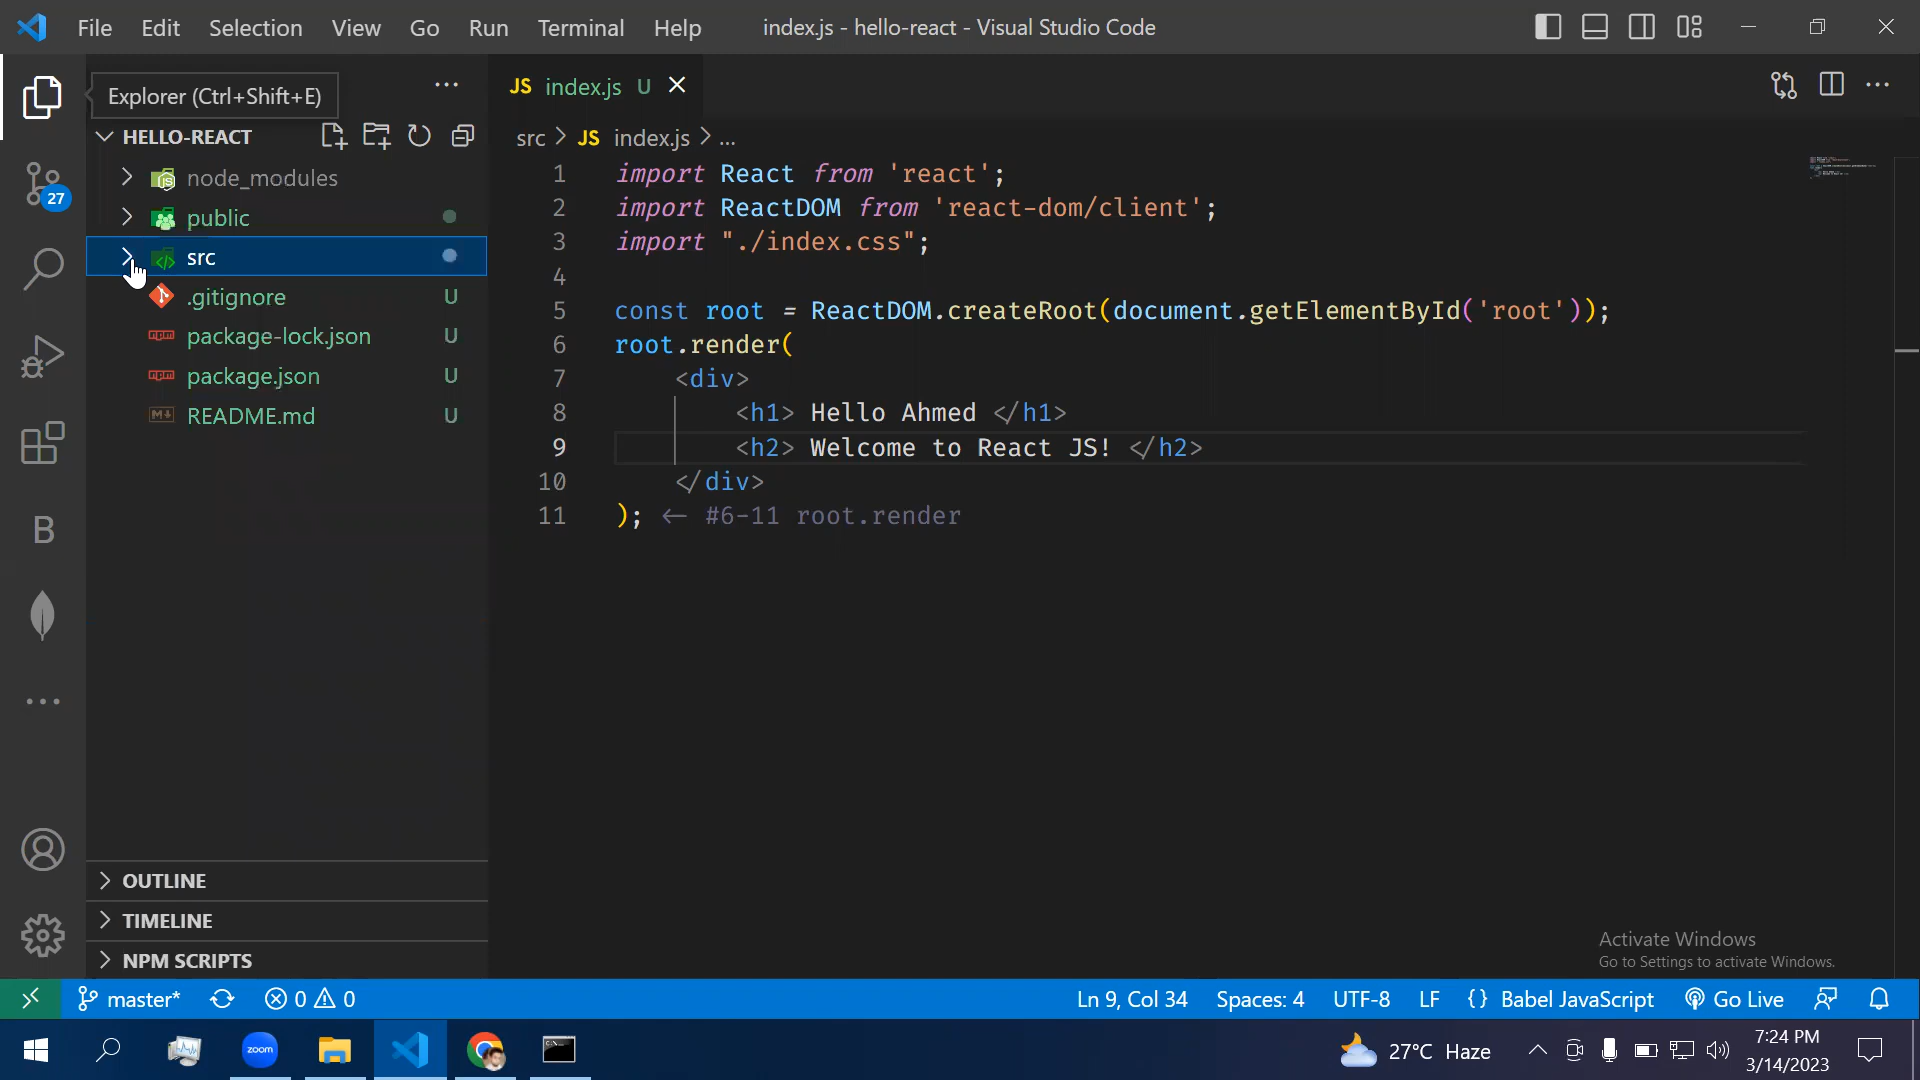 File Edit Selection View Go Run Terminal Help index.js - hello-react - Visual Studio Code
Explorer (Ctrl+Shift+E)
JS index.js U
HELLO-REACT
src > JS index.js > ...
27
node_modules
public
src
.gitignore U
package-lock.json U
package.json U
README.md U
1 import React from 'react';
2 import ReactDOM from 'react-dom/client';
3 import "./index.css";
4
5 const root = ReactDOM.createRoot(document.getElementById('root'));
6 root.render(
7 <div>
8 <h1> Hello Ahmed </h1>
9 <h2> Welcome to React JS! </h2>
10 </div>
11 ); ← #6-11 root.render
B
OUTLINE
TIMELINE
NPM SCRIPTS
Activate Windows
Go to Settings to activate Windows.
master* 0 0 Ln 9, Col 34 Spaces: 4 UTF-8 LF {} Babel JavaScript Go Live
zoom
27°C Haze
7:24 PM
3/14/2023